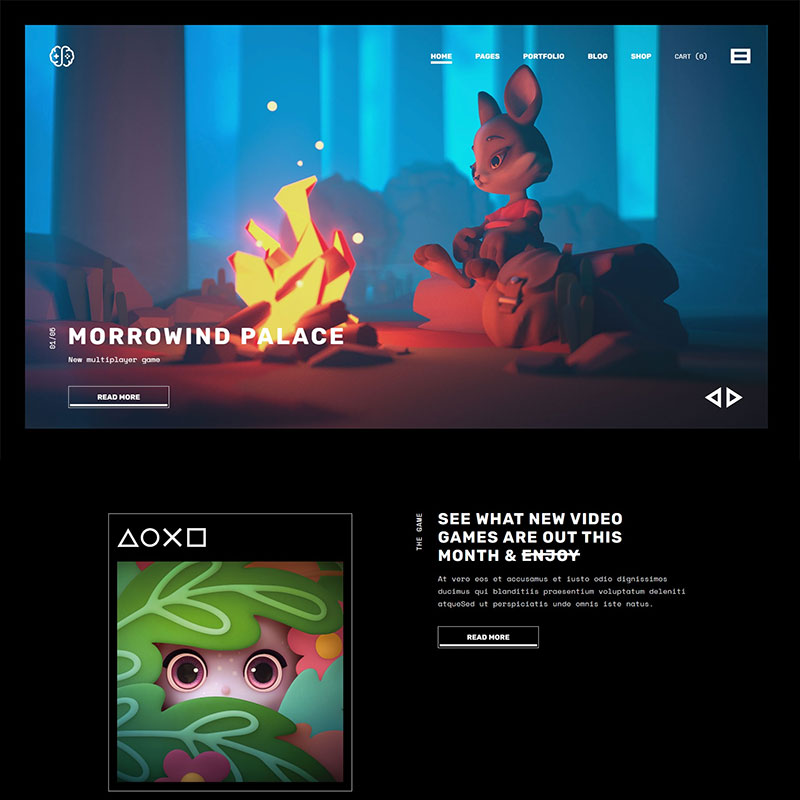 HOME PAGES PORTFOLIO BLOG SHOP CART (0)
01/05
MORROWIND PALACE
New multiplayer game
READ MORE
THE GAME
SEE WHAT NEW VIDEO
GAMES ARE OUT THIS
MONTH & ENJOY
At vero eos et accusamus et iusto odio dignissimos
ducimus qui blanditiis praesentium voluptatum deleniti
atqueSed ut perspiciatis unde omnis iste natus.
READ MORE